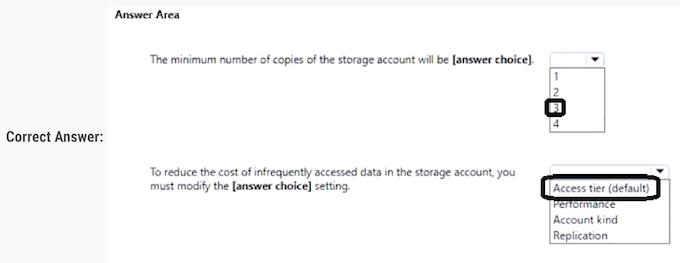 Answer Area
The minimum number of copies of the storage account will be [answer choice].
1
2
3
4
Correct Answer:
To reduce the cost of infrequently accessed data in the storage account, you
must modify the [answer choice] setting.
Access tier (default)
Performance
Account kind
Replication